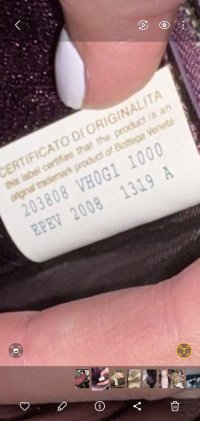 CERTIFICATO DI ORIGINALITÀ
this label certifies that the product is an
original trademark product of Bottega Veneta
203808 VH0G1 1000
EPEV 2008 1319 A